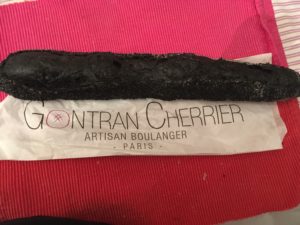 GONTRAN CHERRIER
ARTISAN BOULANGER
- PARIS -